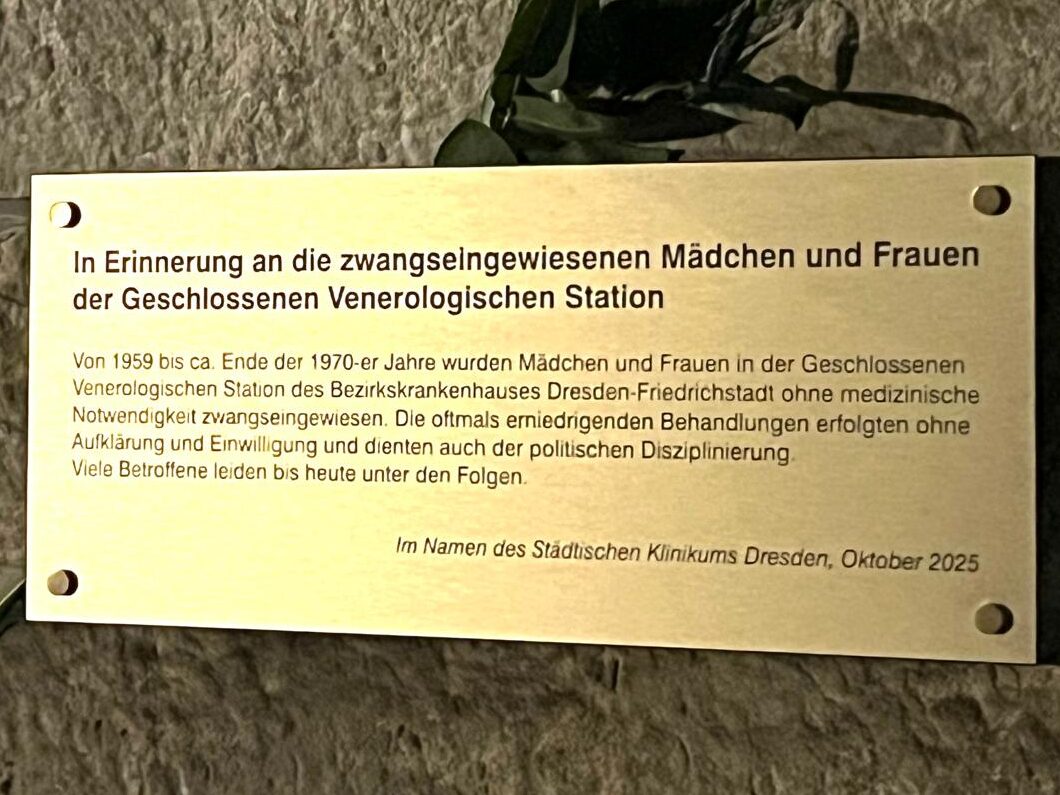 In Erinnerung an die zwangseingewiesenen Mädchen und Frauen
der Geschlossenen Venerologischen Station
Von 1959 bis ca. Ende der 1970-er Jahre wurden Mädchen und Frauen in der Geschlossenen
Venerologischen Station des Bezirkskrankenhauses Dresden-Friedrichstadt ohne medizinische
Notwendigkeit zwangseingewiesen. Die oftmals erniedrigenden Behandlungen erfolgten ohne
Aufklärung und Einwilligung und dienten auch der politischen Disziplinierung.
Viele Betroffene leiden bis heute unter den Folgen.
Im Namen des Städtischen Klinikums Dresden, Oktober 2025